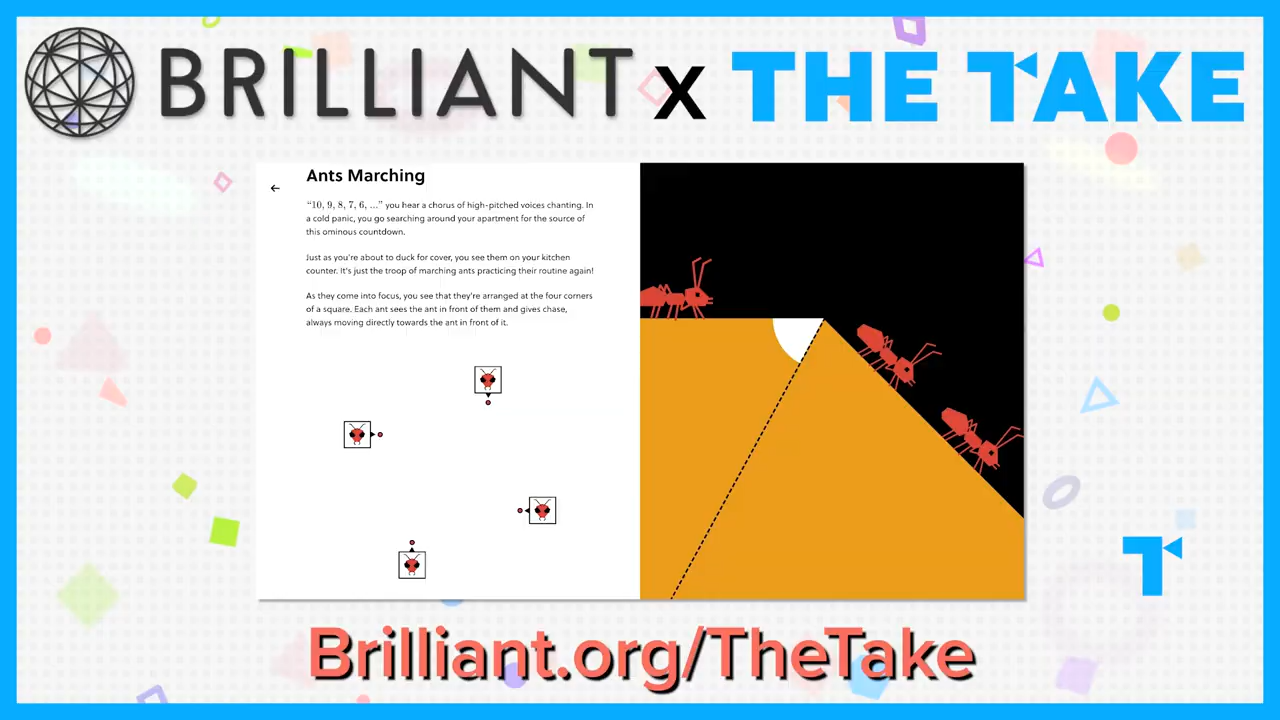 BRILLIANT x THE TAKE
Ants Marching
“10, 9, 8, 7, 6, ...” you hear a chorus of high-pitched voices chanting. In
a cold panic, you go searching around your apartment for the source of
this ominous countdown.
Just as you're about to duck for cover, you see them on your kitchen
counter. It's just the troop of marching ants practicing their routine again!
As they come into focus, you see that they're arranged at the four corners
of a square. Each ant sees the ant in front of them and gives chase,
always moving directly towards the ant in front of it.
T
Brilliant.org/TheTake